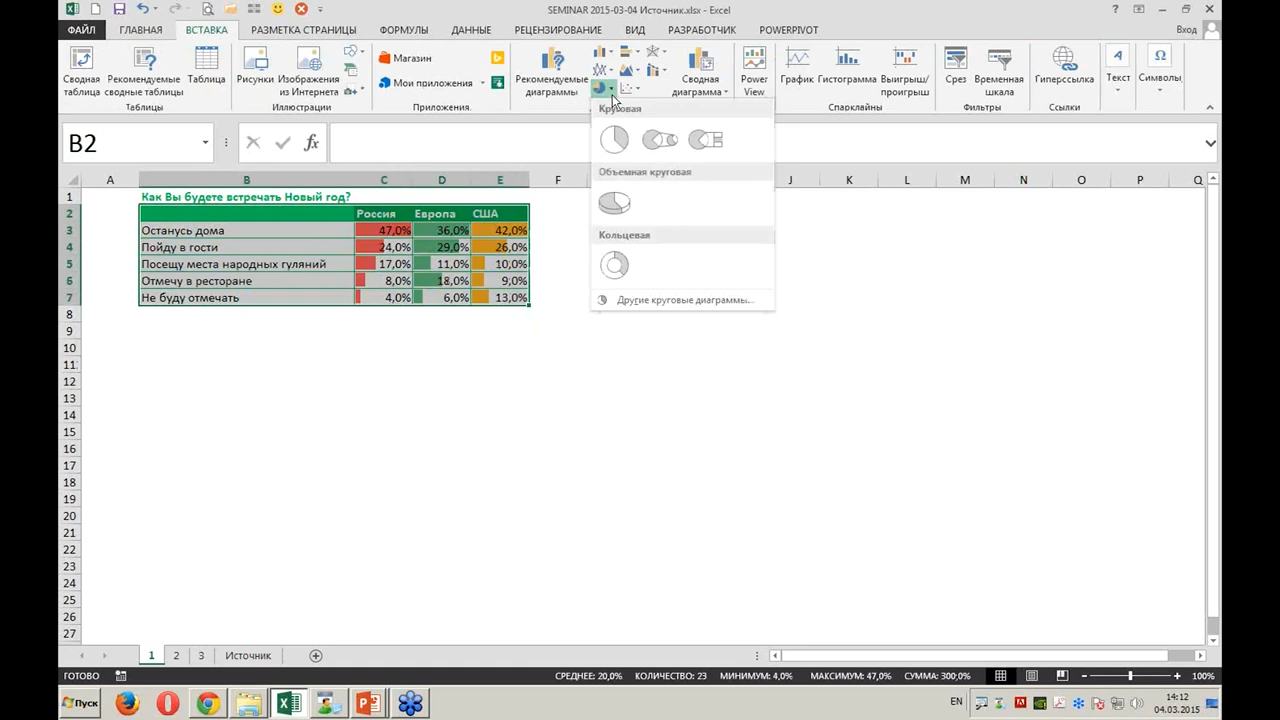 SEMINAR 2015-03-04 Источник.xlsx - Excel
?
ФАЙЛ ГЛАВНАЯ ВСТАВКА РАЗМЕТКА СТРАНИЦЫ ФОРМУЛЫ ДАННЫЕ РЕЦЕНЗИРОВАНИЕ ВИД РАЗРАБОТЧИК POWERPIVOT Вход
Сводная таблица
Рекомендуемые сводные таблицы
Таблица
Таблицы
Рисунки
Изображения из Интернета
Иллюстрации
Магазин
Мои приложения
Приложения
Рекомендуемые диаграммы
Сводная диаграмма
Power View
График
Гистограмма
Выигрыш/проигрыш
Спарклайны
Срез
Временная шкала
Фильтры
Гиперссылка
Ссылки
Текст
Символы
B2
fx
Круговая
Объемная круговая
Кольцевая
Другие круговые диаграммы...
A B C D E F J K L M N O P Q
1 Как Вы будете встречать Новый год?
2 Россия Европа США
3 Останусь дома 47,0% 36,0% 42,0%
4 Пойду в гости 24,0% 29,0% 26,0%
5 Посещу места народных гуляний 17,0% 11,0% 10,0%
6 Отмечу в ресторане 8,0% 18,0% 9,0%
7 Не буду отмечать 4,0% 6,0% 13,0%
8
9
10
11
12
13
14
15
16
17
18
19
20
21
22
23
24
25
26
27
1 2 3 Источник
ГОТОВО СРЕДНЕЕ: 20,0% КОЛИЧЕСТВО: 23 МИНИМУМ: 4,0% МАКСИМУМ: 47,0% СУММА: 300,0% 100%
Пуск EN 14:12
04.03.2015